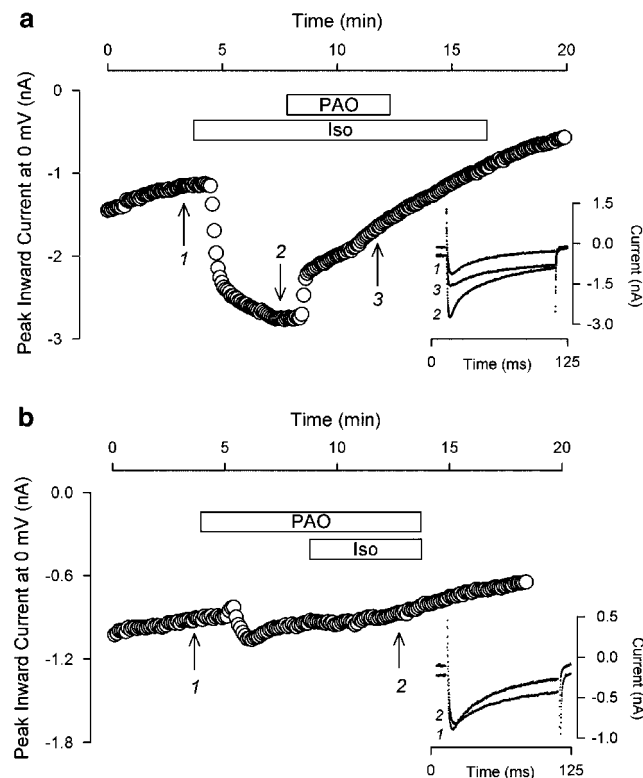 a
Time (min)
0 5 10 15 20
Peak Inward Current at 0 mV (nA)
0
-1
-2
-3
PAO
Iso
1
2
3
1
3
2
1.5
0.0
-1.5
-3.0
Current (nA)
0 125
Time (ms)
b
Time (min)
0 5 10 15 20
Peak Inward Current at 0 mV (nA)
0.0
-0.6
-1.2
-1.8
PAO
Iso
1
2
2
1
0.5
0.0
-0.5
-1.0
Current (nA)
0 125
Time (ms)